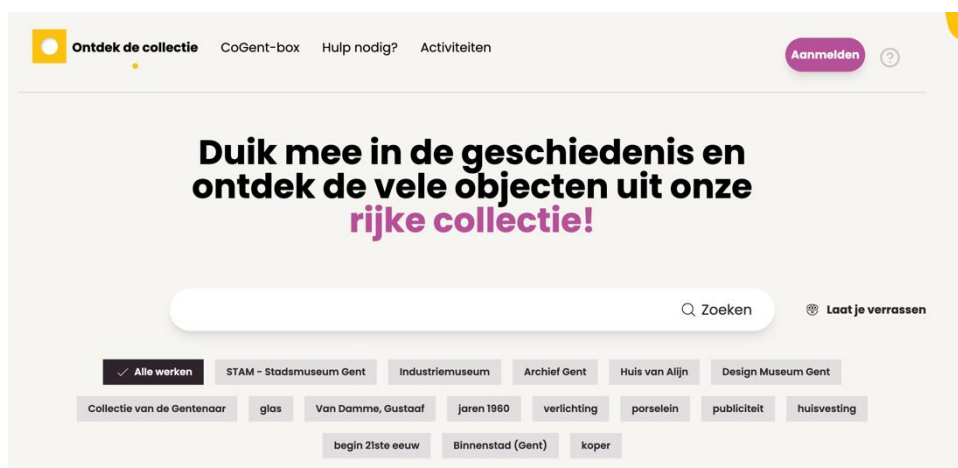 Ontdek de collectie CoGent-box Hulp nodig? Activiteiten Aanmelden ?
Duik mee in de geschiedenis en
ontdek de vele objecten uit onze
rijke collectie!
Zoeken Laat je verrassen
Alle werken STAM - Stadsmuseum Gent Industriemuseum Archief Gent Huis van Alijn Design Museum Gent
Collectie van de Gentenaar glas Van Damme, Gustaaf jaren 1960 verlichting porselein publiciteit huisvesting
begin 21ste eeuw Binnenstad (Gent) koper